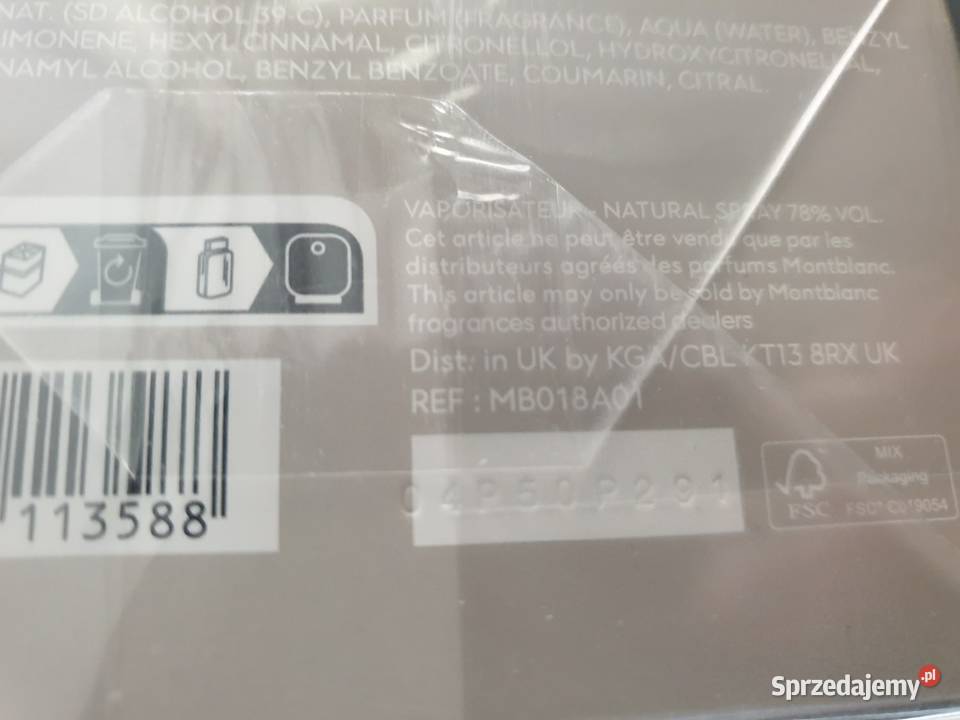 NAT. (SD ALCOHOL 39-C), PARFUM (FRAGRANCE), AQUA (WATER), BENZYL
LIMONENE, HEXYL CINNAMAL, CITRONELLOL, HYDROXYCITRONELLAL,
NAMYL ALCOHOL, BENZYL BENZOATE, COUMARIN, CITRAL.
VAPORISATEUR - NATURAL SPRAY 78% VOL.
Cet article ne peut être vendu que par les
distributeurs agréés des parfums Montblanc.
This article may only be sold by Montblanc
fragrances authorized dealers
Dist. in UK by KGA/CBL KT13 8RX UK
REF : MB018A01
04P50P291
113588
MIX
Packaging
FSC
FSC® C019054
Sprzedajemy.pl